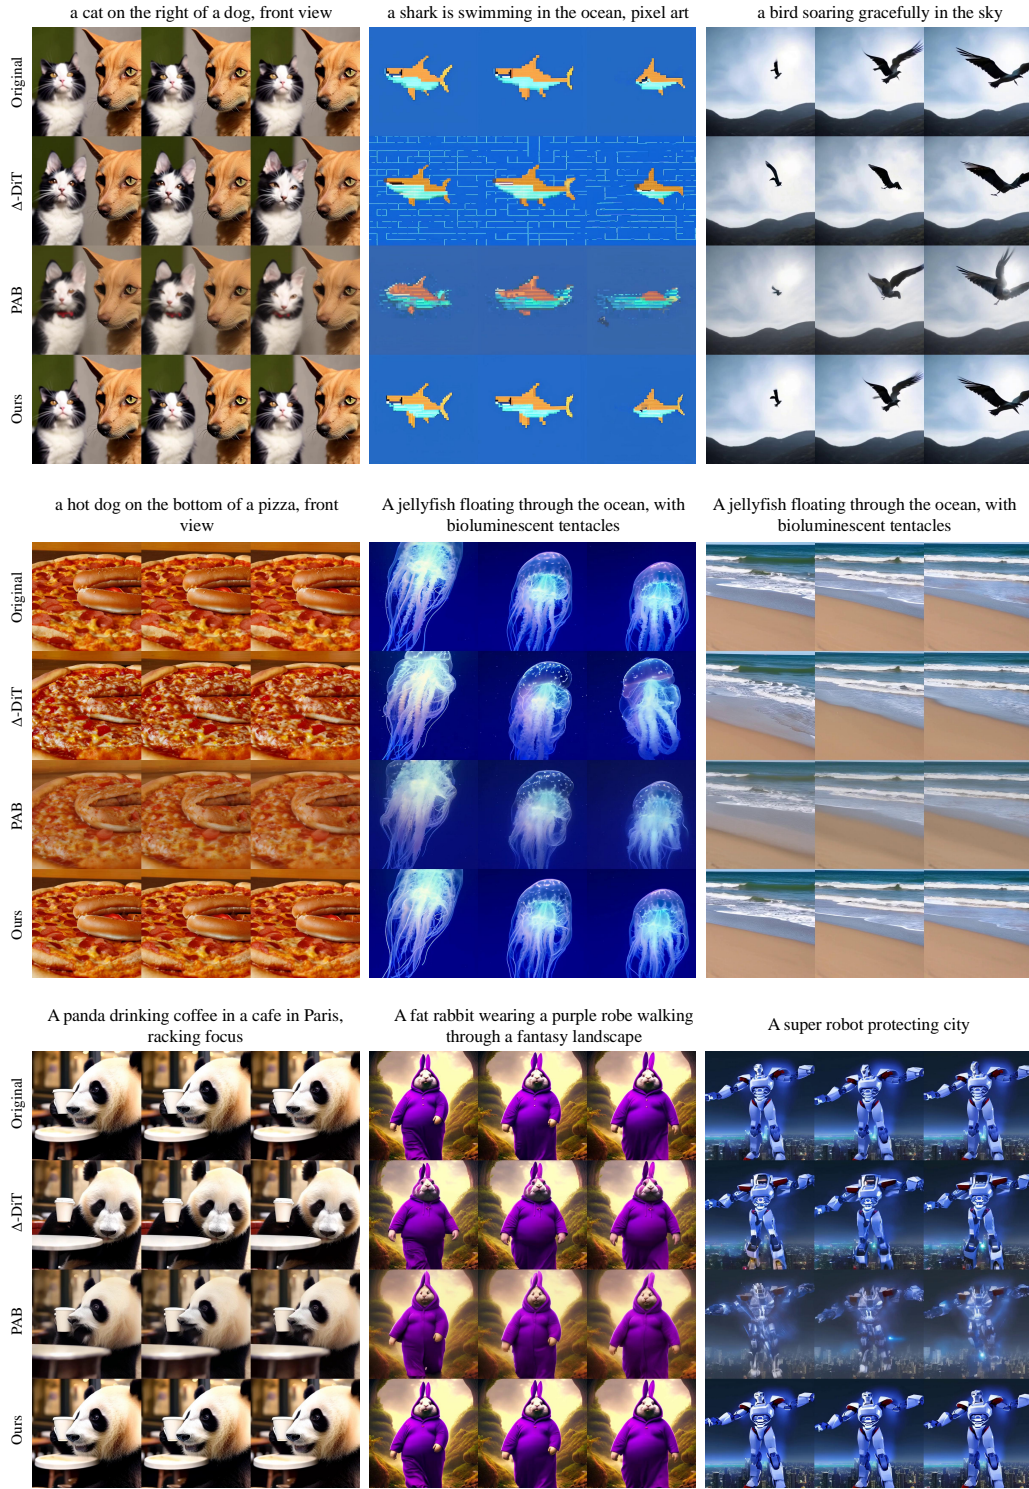 a cat on the right of a dog, front view
a shark is swimming in the ocean, pixel art
a bird soaring gracefully in the sky
Original
Δ-DiT
PAB
Ours
a hot dog on the bottom of a pizza, front
view
A jellyfish floating through the ocean, with
bioluminescent tentacles
A jellyfish floating through the ocean, with
bioluminescent tentacles
Original
Δ-DiT
PAB
Ours
A panda drinking coffee in a cafe in Paris,
racking focus
A fat rabbit wearing a purple robe walking
through a fantasy landscape
A super robot protecting city
Original
Δ-DiT
PAB
Ours